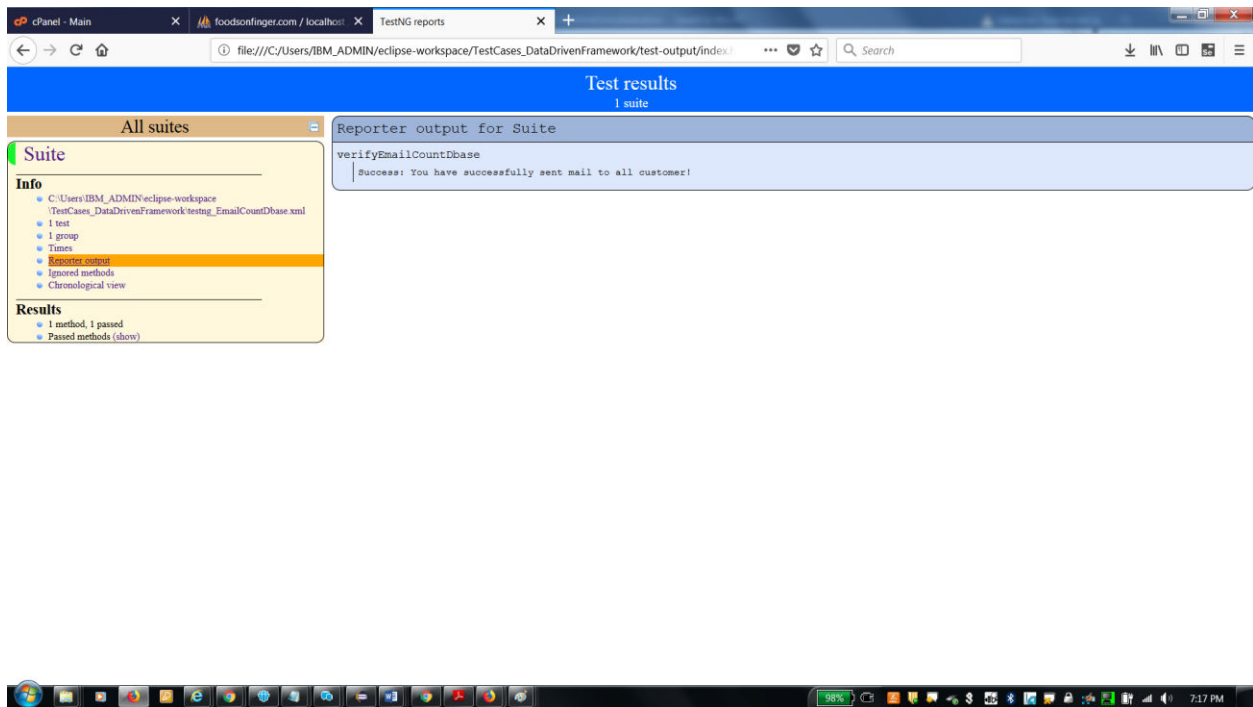 cPanel - Main
foodsonfinger.com / localhost
TestNG reports
file:///C:/Users/IBM_ADMIN/eclipse-workspace/TestCases_DataDrivenFramework/test-output/index.
Search
Test results
1 suite
All suites
Suite
Info
C:\Users\IBM_ADMIN\eclipse-workspace
\TestCases_DataDrivenFramework\testng_EmailCountDbase.xml
1 test
1 group
Times
Reporter output
Ignored methods
Chronological view
Results
1 method, 1 passed
Passed methods (show)
Reporter output for Suite
verifyEmailCountDbase
Success: You have successfully sent mail to all customer!
98%
7:17 PM